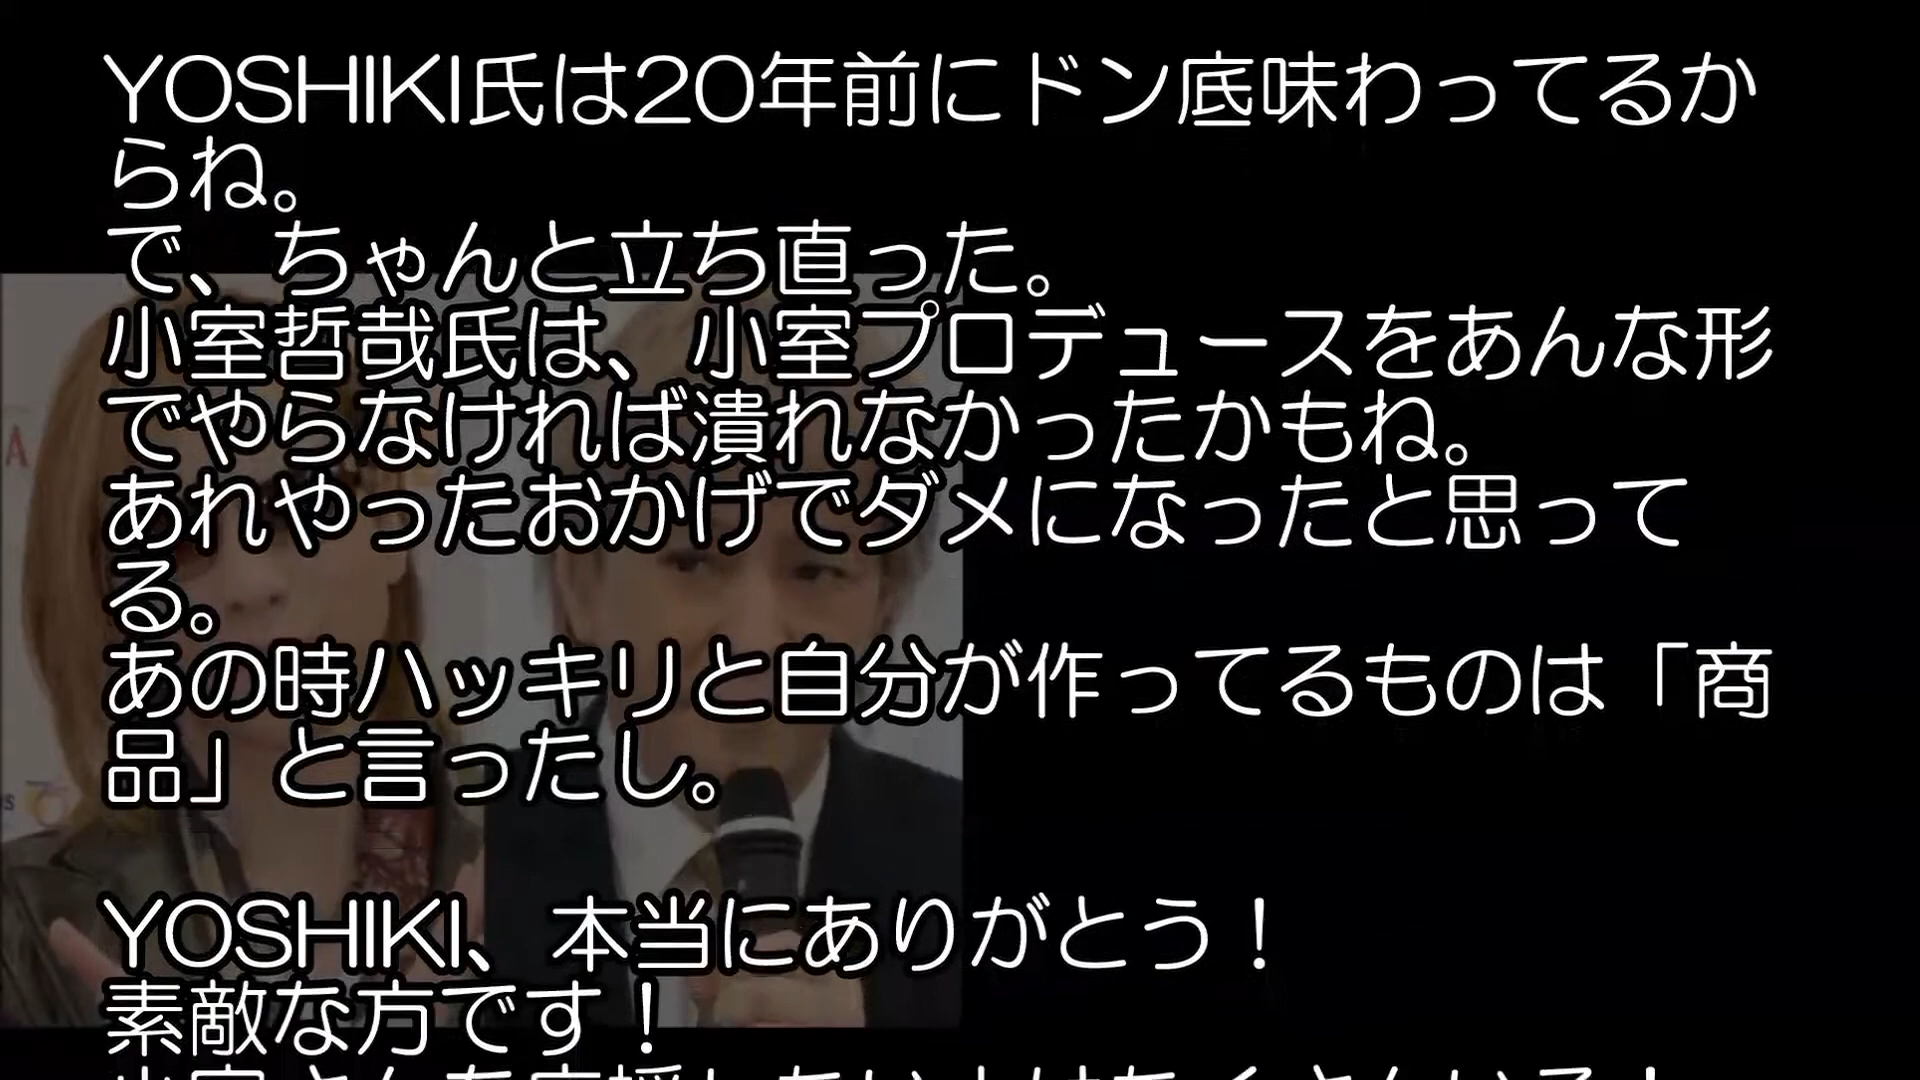 YOSHIKI氏は20年前にドン底味わってるか
らね。
で、ちゃんと立ち直った。
小室哲哉氏は、小室プロデュースをあんな形
でやらなければ潰れなかったかもね。
あれやったおかげでダメになったと思って
る。
あの時ハッキリと自分が作ってるものは「商
品」と言ったし。
YOSHIKI、本当にありがとう！
素敵な方です！